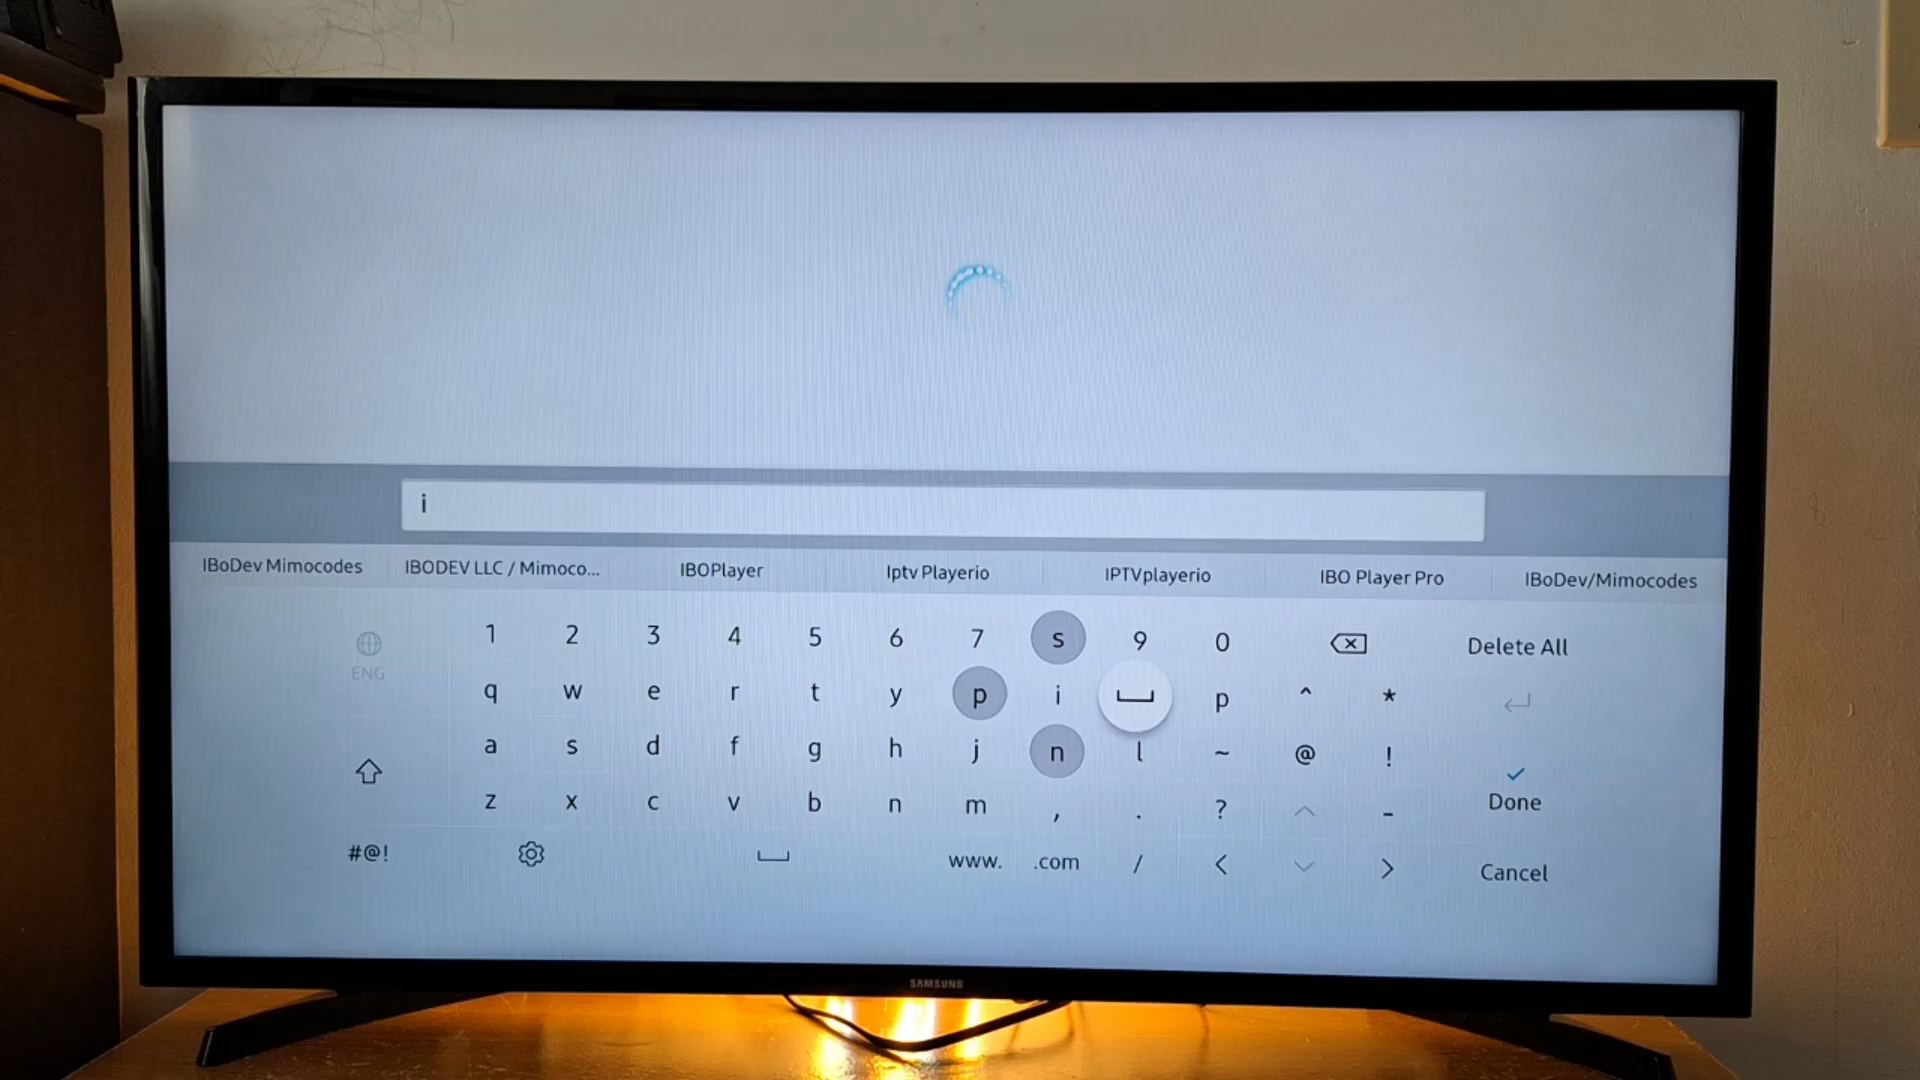 i
IBoDev Mimocodes IBODEV LLC / Mimoco... IBOPlayer Iptv Playerio IPTVplayerio IBO Player Pro IBoDev/Mimocodes
1 2 3 4 5 6 7 s 9 0 Delete All
ENG
q w e r t y p i p ^ *
a s d f g h j n l ~ @ !
z x c v b n m , . ? - Done
#@! www. .com / < > Cancel
SAMSUNG